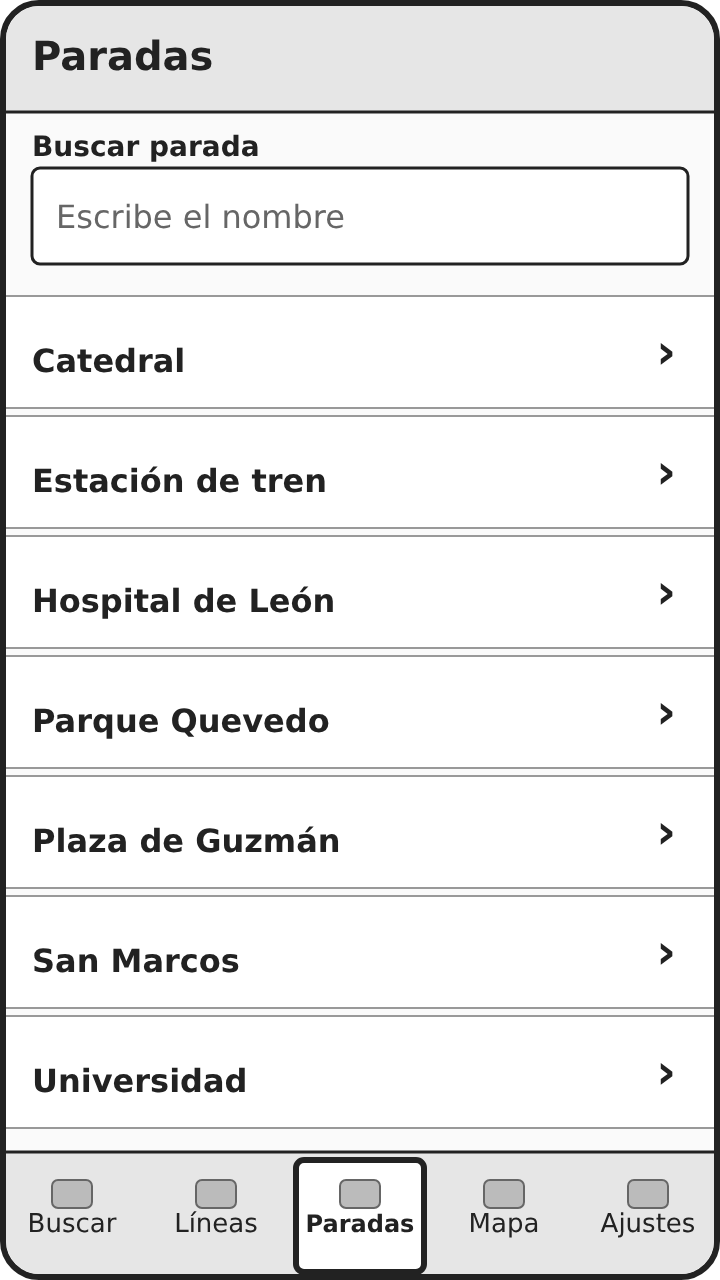 Paradas
Buscar parada
Escribe el nombre
Catedral ›
Estación de tren ›
Hospital de León ›
Parque Quevedo ›
Plaza de Guzmán ›
San Marcos ›
Universidad ›
Buscar Líneas Paradas Mapa Ajustes